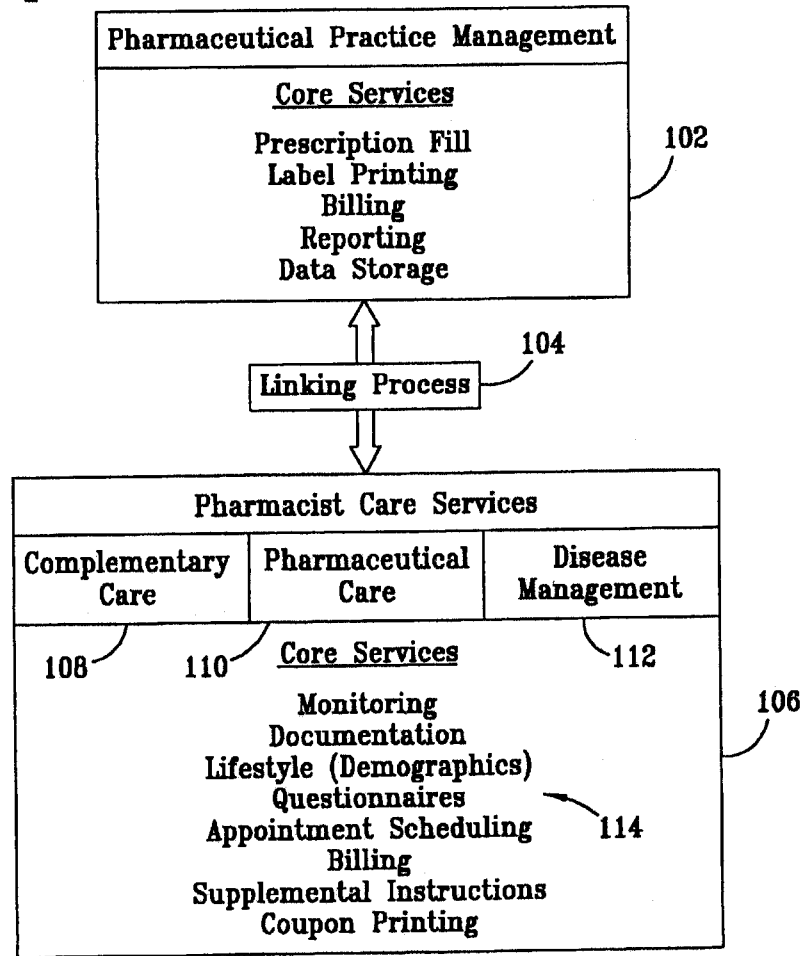 Pharmaceutical Practice Management
Core Services
Prescription Fill
Label Printing
Billing
Reporting
Data Storage
102
Linking Process
104
Pharmacist Care Services
Complementary
Care
Pharmaceutical
Care
Disease
Management
108
110
112
Core Services
106
Monitoring
Documentation
Lifestyle (Demographics)
Questionnaires
Appointment Scheduling
114
Billing
Supplemental Instructions
Coupon Printing